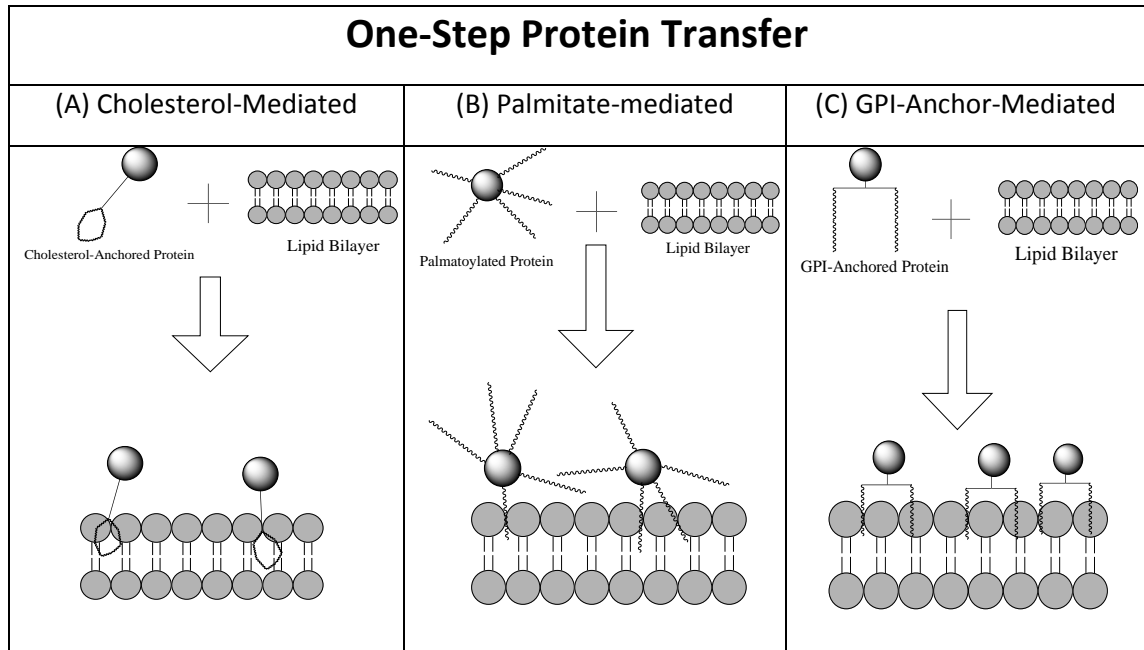 One-Step Protein Transfer
(A) Cholesterol-Mediated
(B) Palmitate-mediated
(C) GPI-Anchor-Mediated
Cholesterol-Anchored Protein
Lipid Bilayer
Palmatoylated Protein
Lipid Bilayer
GPI-Anchored Protein
Lipid Bilayer